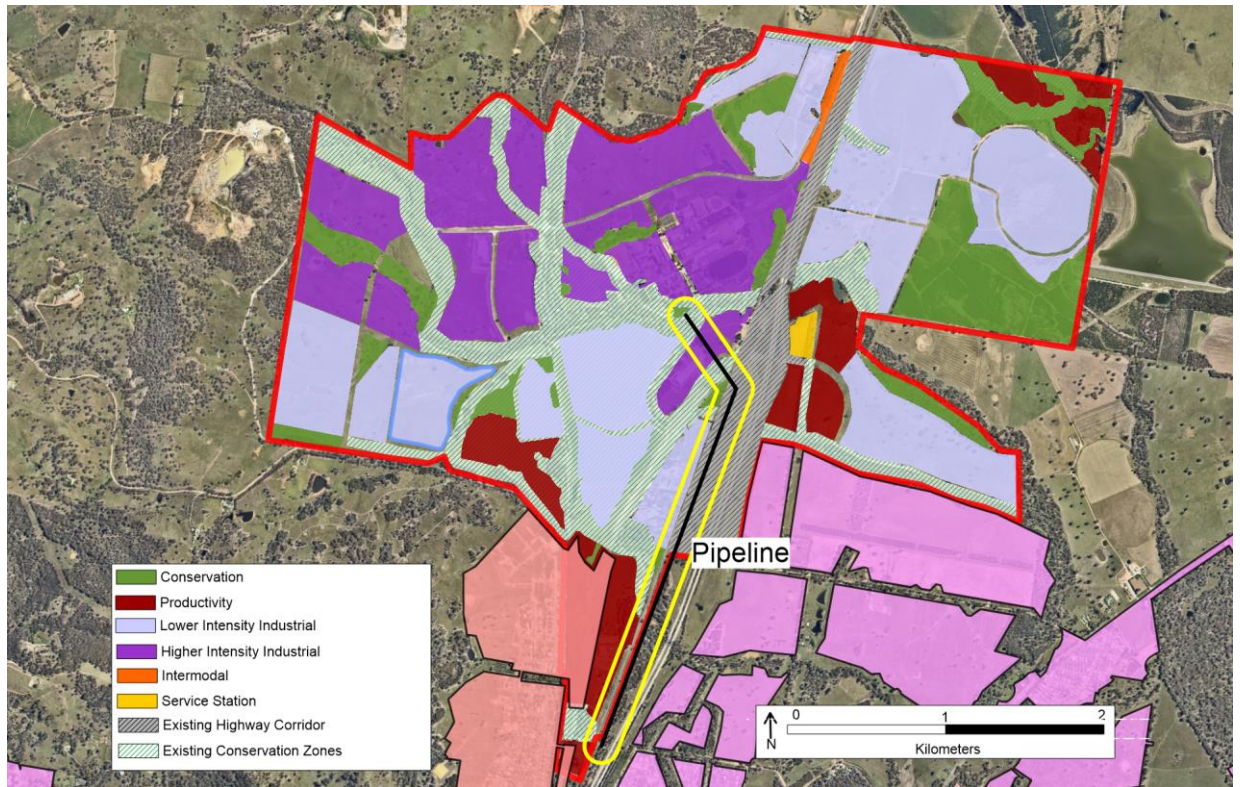 Pipeline
Conservation
Productivity
Lower Intensity Industrial
Higher Intensity Industrial
Intermodal
Service Station
Existing Highway Corridor
Existing Conservation Zones
0 1 2
N
Kilometers